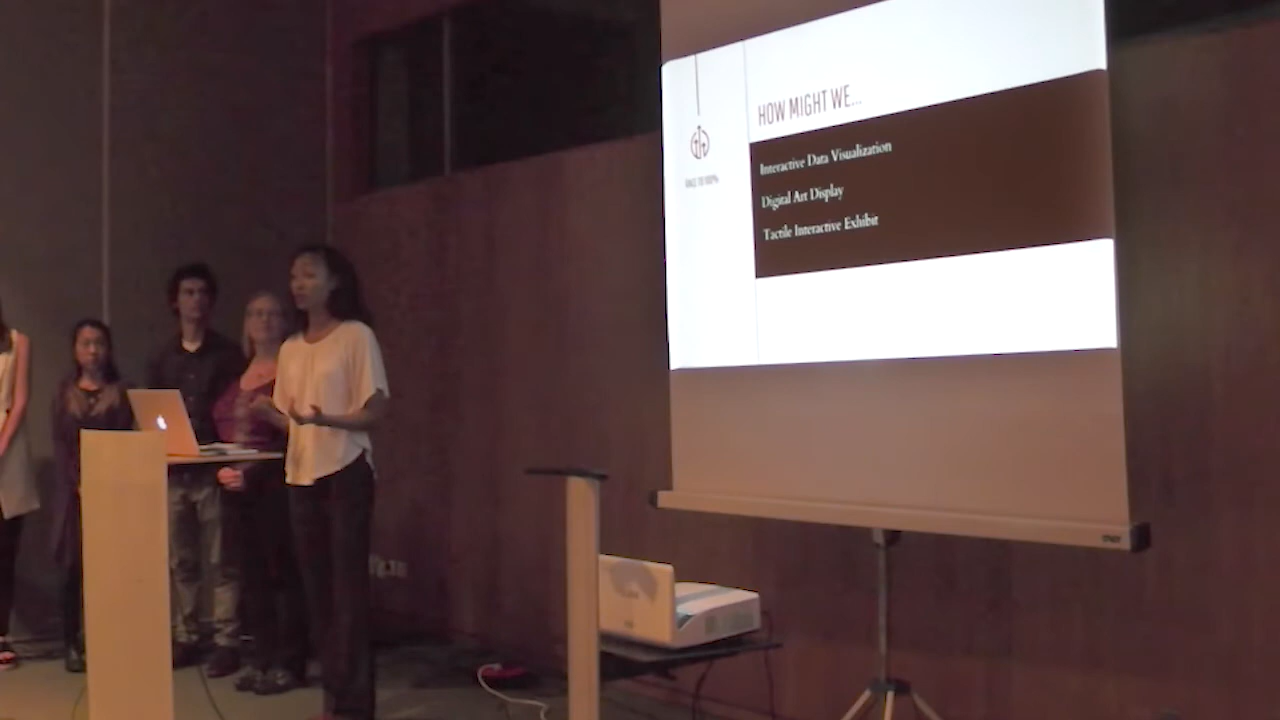 HOW MIGHT WE...
Interactive Data Visualization
Digital Art Display
Tactile Interactive Exhibit